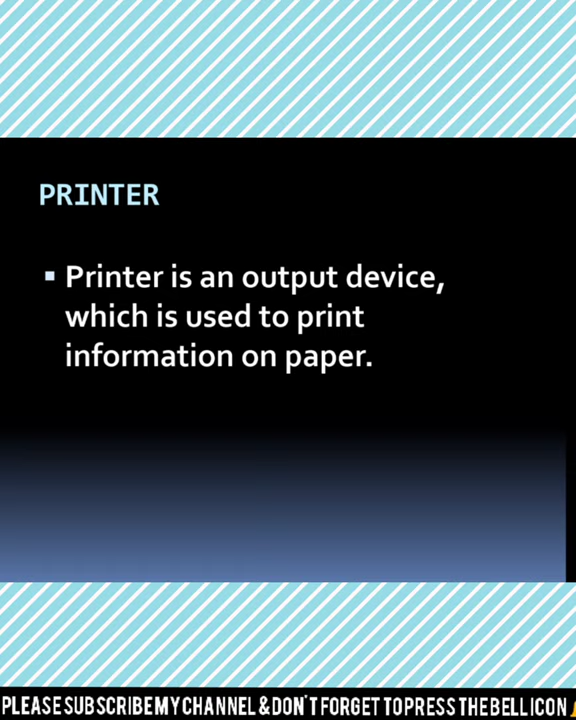 PRINTER
▪ Printer is an output device,
which is used to print
information on paper.
PLEASE SUBSCRIBE MY CHANNEL & DON'T FORGET TO PRESS THE BELL ICON